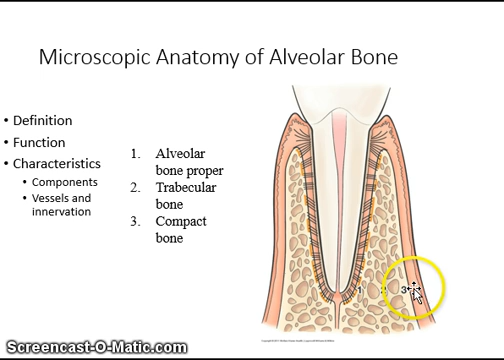 Microscopic Anatomy of Alveolar Bone
• Definition
• Function
• Characteristics
• Components
• Vessels and
innervation
1. Alveolar
bone proper
2. Trabecular
bone
3. Compact
bone
1 2 3
Screencast-O-Matic.com